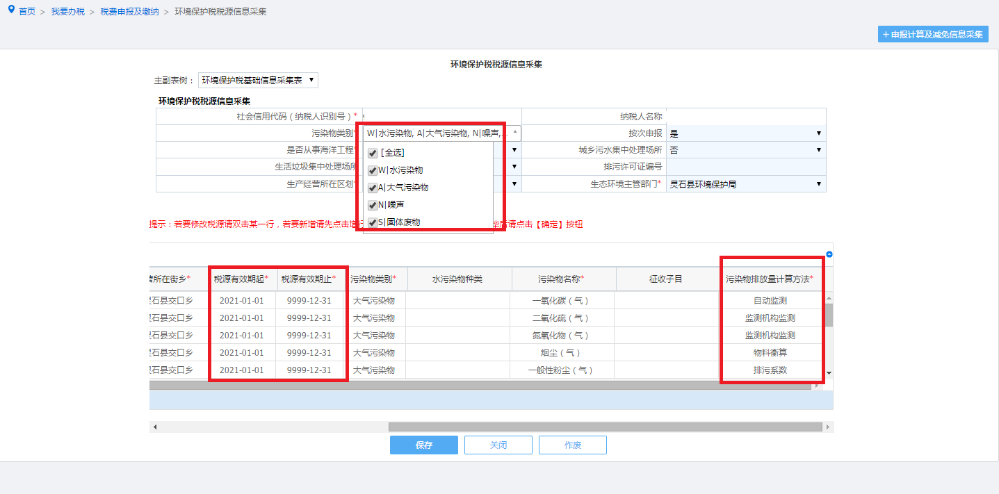 首页 > 我要办税 > 税费申报及缴纳 > 环境保护税税源信息采集
+ 申报计算及减免信息采集
环境保护税税源信息采集
主副表树： 环境保护税基础信息采集表
环境保护税税源信息采集
社会信用代码（纳税人识别号）* 纳税人名称
污染物类别* W|水污染物, A|大气污染物, N|噪声, 按次申报 是
是否从事海洋工程* 城乡污水集中处理场所 否
生活垃圾集中处理场所 排污许可证编号
生产经营所在区划* 生态环境主管部门* 灵石县环境保护局
[全选]
W|水污染物
A|大气污染物
N|噪声
S|固体废物
提示：若要修改税源请双击某一行，若要新增请先点击增行 后请点击【确定】按钮
所在街乡* 税源有效期起* 税源有效期止* 污染物类别* 水污染物种类 污染物名称* 征收子目 污染物排放量计算方法*
石县交口乡 2021-01-01 9999-12-31 大气污染物 一氧化碳（气） 自动监测
石县交口乡 2021-01-01 9999-12-31 大气污染物 二氧化硫（气） 监测机构监测
石县交口乡 2021-01-01 9999-12-31 大气污染物 氮氧化物（气） 监测机构监测
石县交口乡 2021-01-01 9999-12-31 大气污染物 烟尘（气） 物料衡算
石县交口乡 2021-01-01 9999-12-31 大气污染物 一般性粉尘（气） 排污系数
保存 关闭 作废